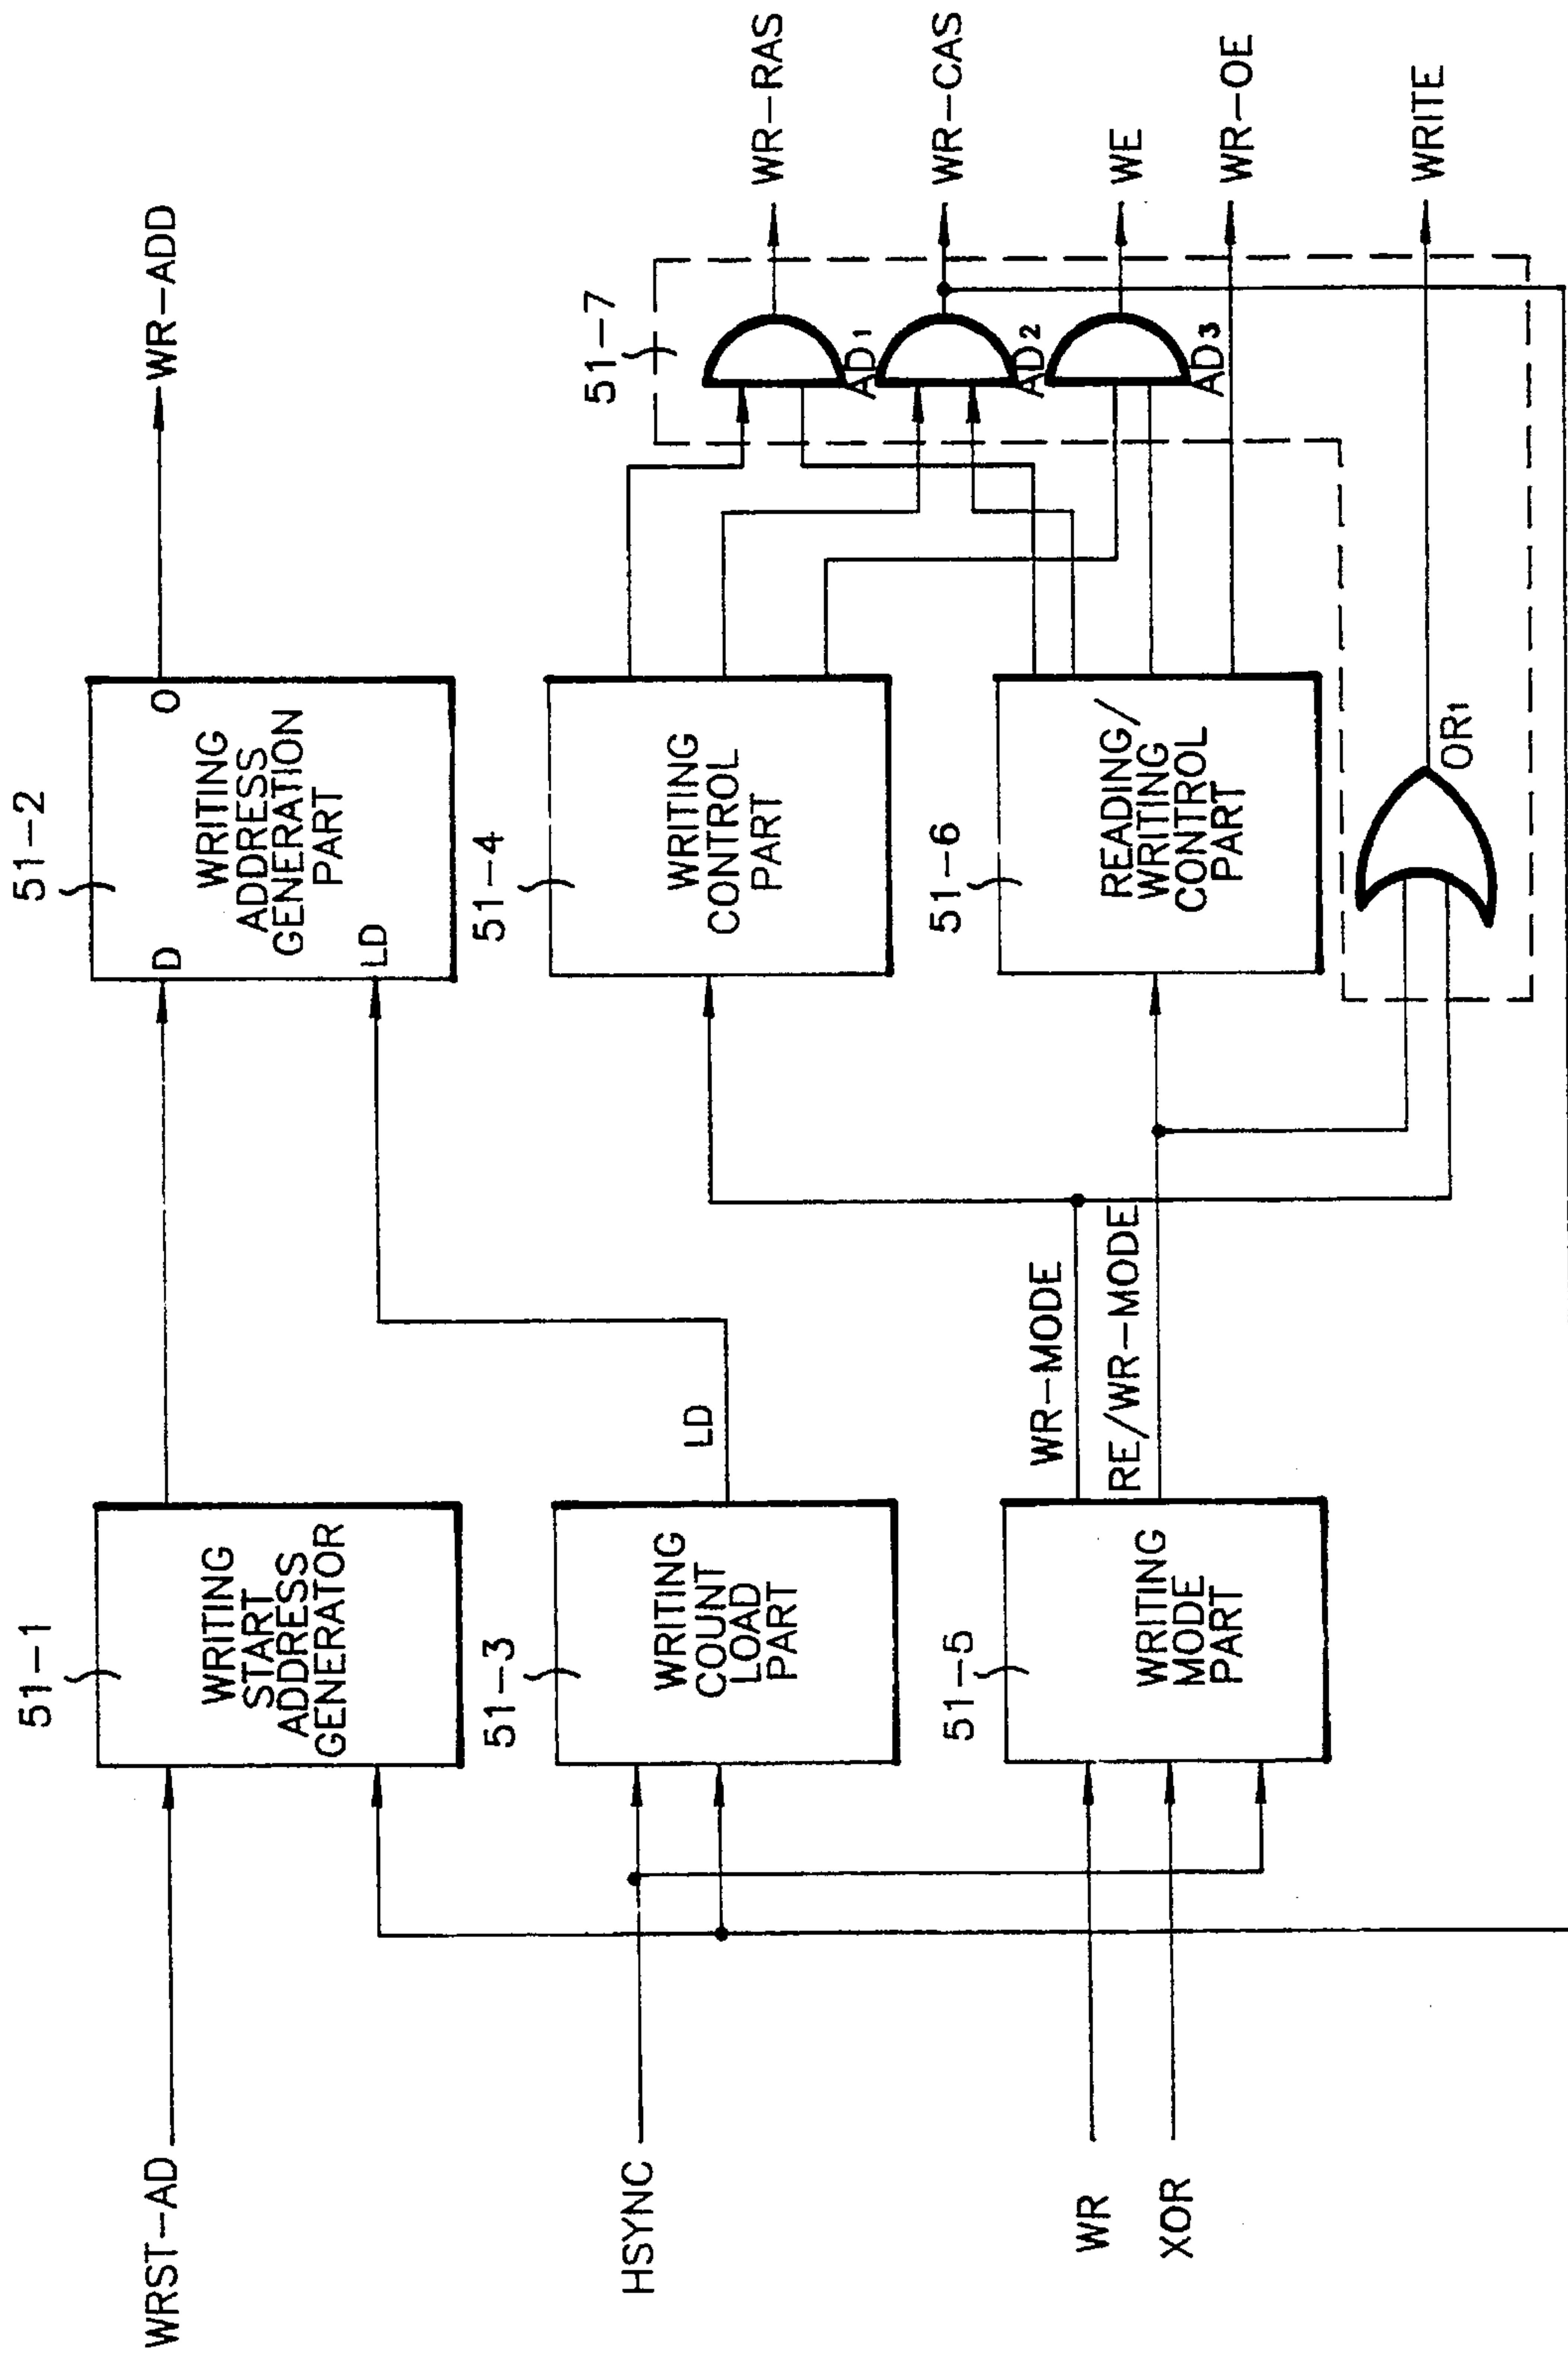 WRST-AD
51-1
WRITING
START
ADDRESS
GENERATOR
51-2
D
O
LD
WRITING
ADDRESS
GENERATION
PART
WR-ADD
HSYNC
51-3
WRITING
COUNT
LOAD
PART
LD
51-4
WRITING
CONTROL
PART
51-7
AD1
AD2
AD3
WR-RAS
WR-CAS
WE
WR-OE
WR
XOR
51-5
WRITING
MODE
PART
WR-MODE
RE/WR-MODE
51-6
READING/
WRITING
CONTROL
PART
OR1
WRITE